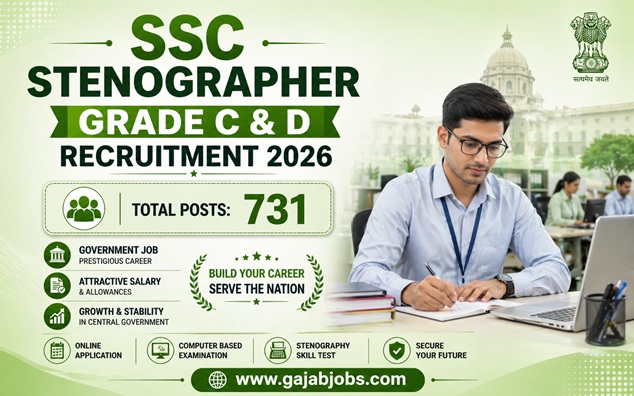 SSC
STENOGRAPHER
GRADE C & D
RECRUITMENT 2026
TOTAL POSTS: 731
GOVERNMENT JOB
PRESTIGIOUS CAREER
ATTRACTIVE SALARY
& ALLOWANCES
GROWTH & STABILITY
IN CENTRAL GOVERNMENT
BUILD YOUR CAREER
SERVE THE NATION
ONLINE
APPLICATION
COMPUTER BASED
EXAMINATION
STENOGRAPHY
SKILL TEST
SECURE
YOUR FUTURE
www.gajabjobs.com
सत्यमेव जयते